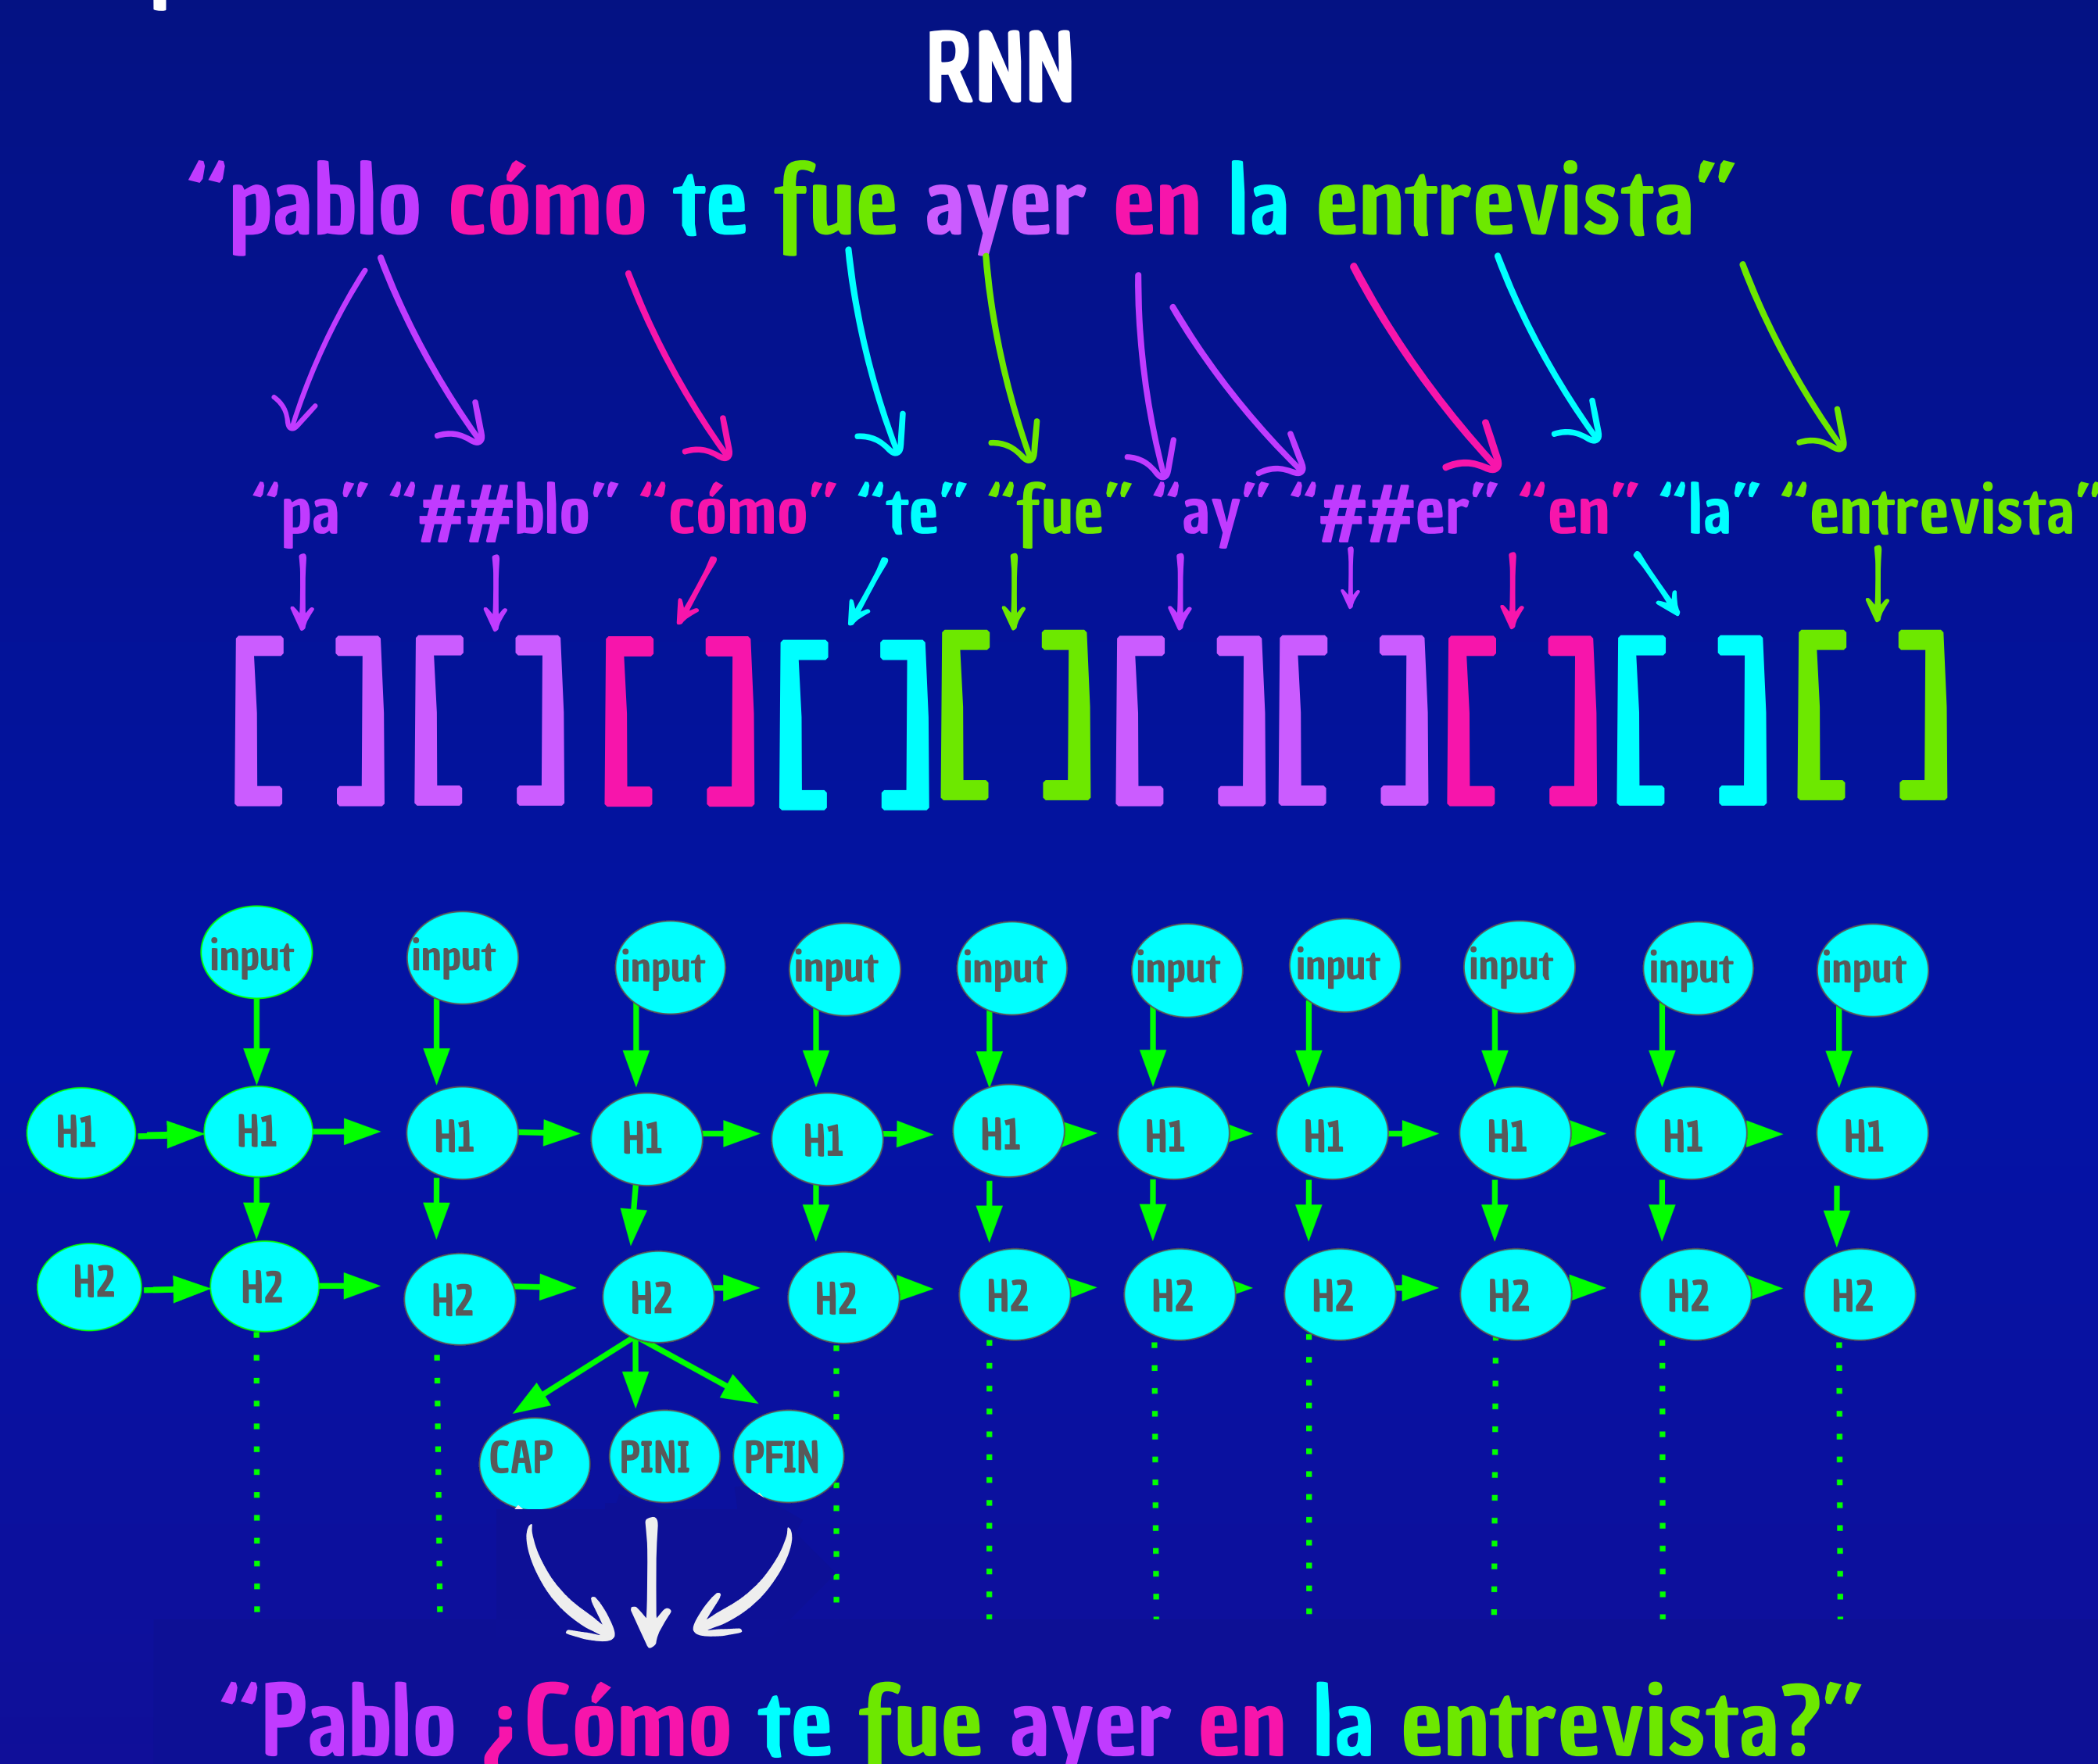 RNN
“pablo cómo te fue ayer en la entrevista”
“pa” “##blo” “cómo” “te” “fue” “ay” “##er” “en” “la” “entrevista”
input input input input input input input input input input
H1 H1 H1 H1 H1 H1 H1 H1 H1 H1 H1
H2 H2 H2 H2 H2 H2 H2 H2 H2 H2 H2
CAP PINI PFIN
“Pablo ¿Cómo te fue ayer en la entrevista?”